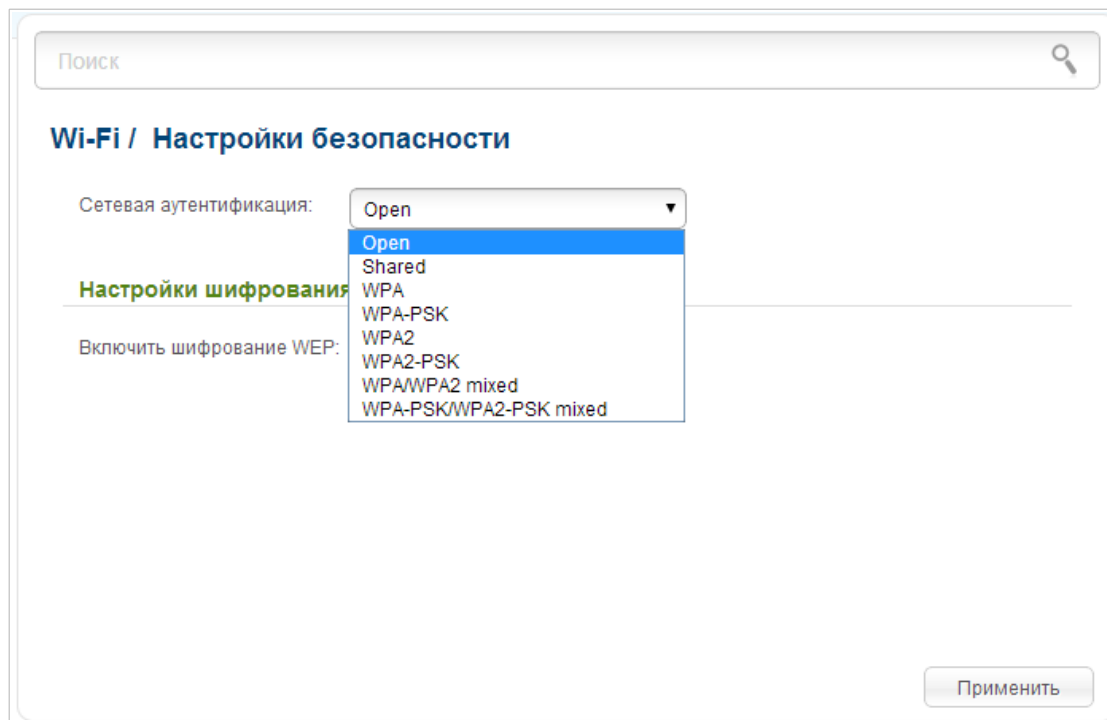 Поиск
Wi-Fi / Настройки безопасности
Сетевая аутентификация:
Open
Open
Shared
Настройки шифрования
WPA
WPA-PSK
WPA2
Включить шифрование WEP:
WPA2-PSK
WPA/WPA2 mixed
WPA-PSK/WPA2-PSK mixed
Применить